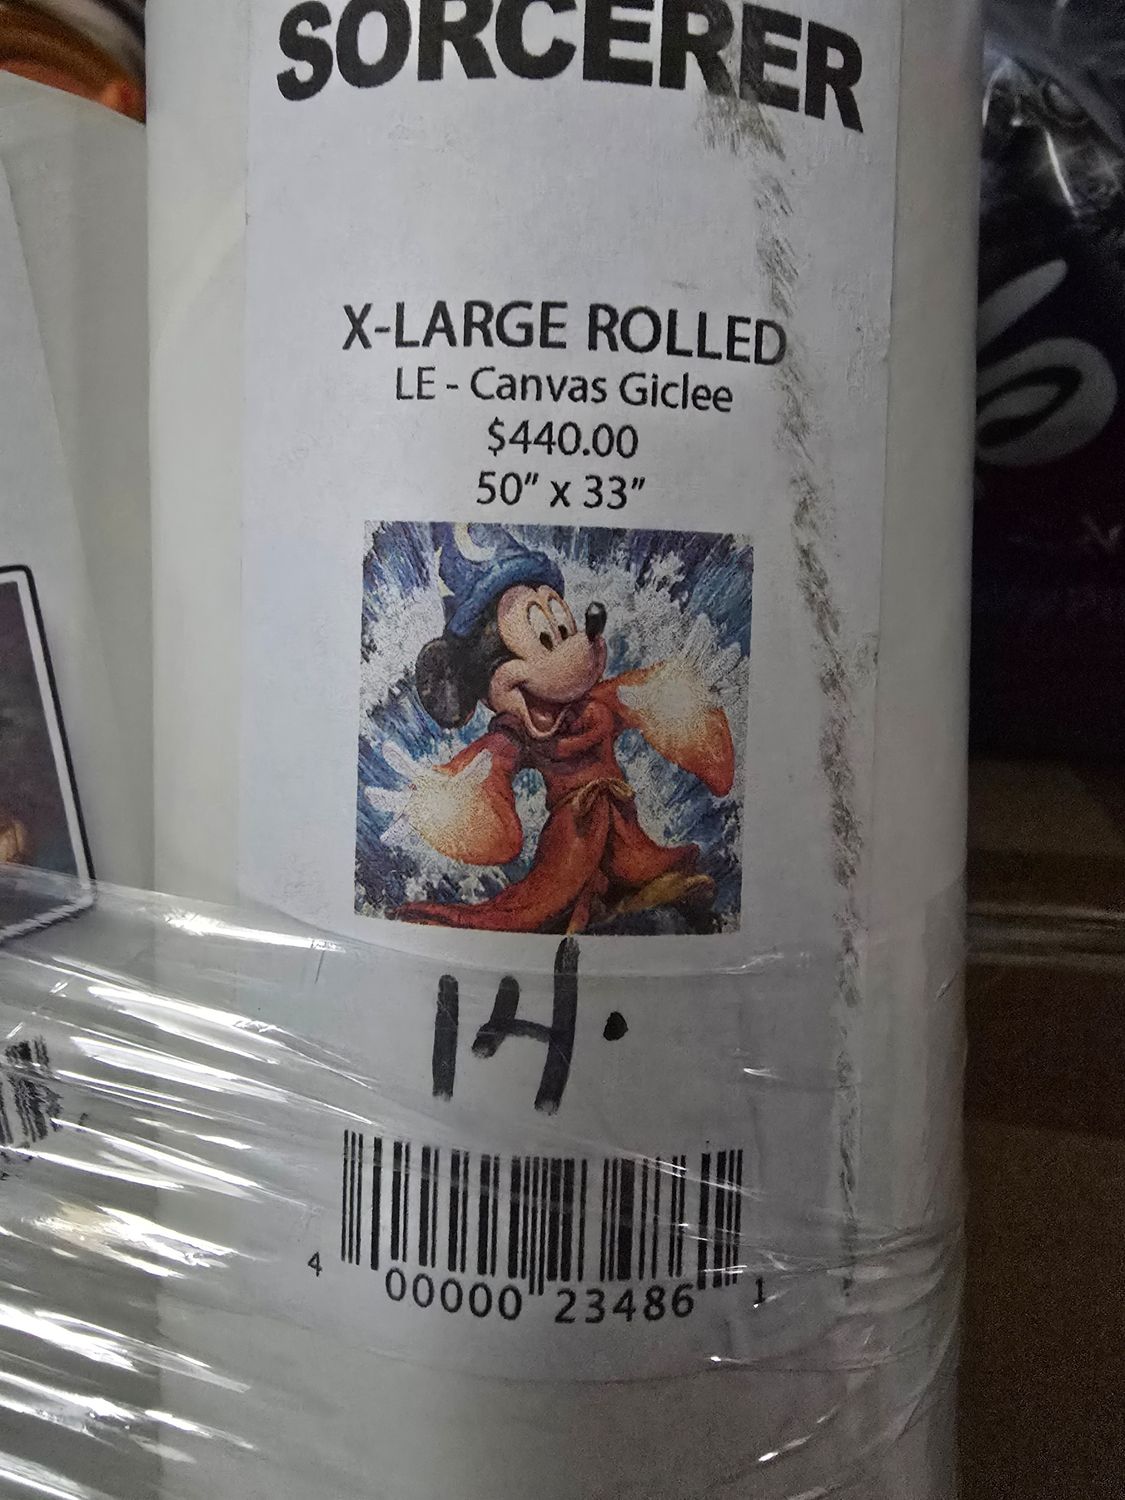 SORCERER
X-LARGE ROLLED
LE - Canvas Giclee
$440.00
50" x 33"
14.
4 00000 23486 1